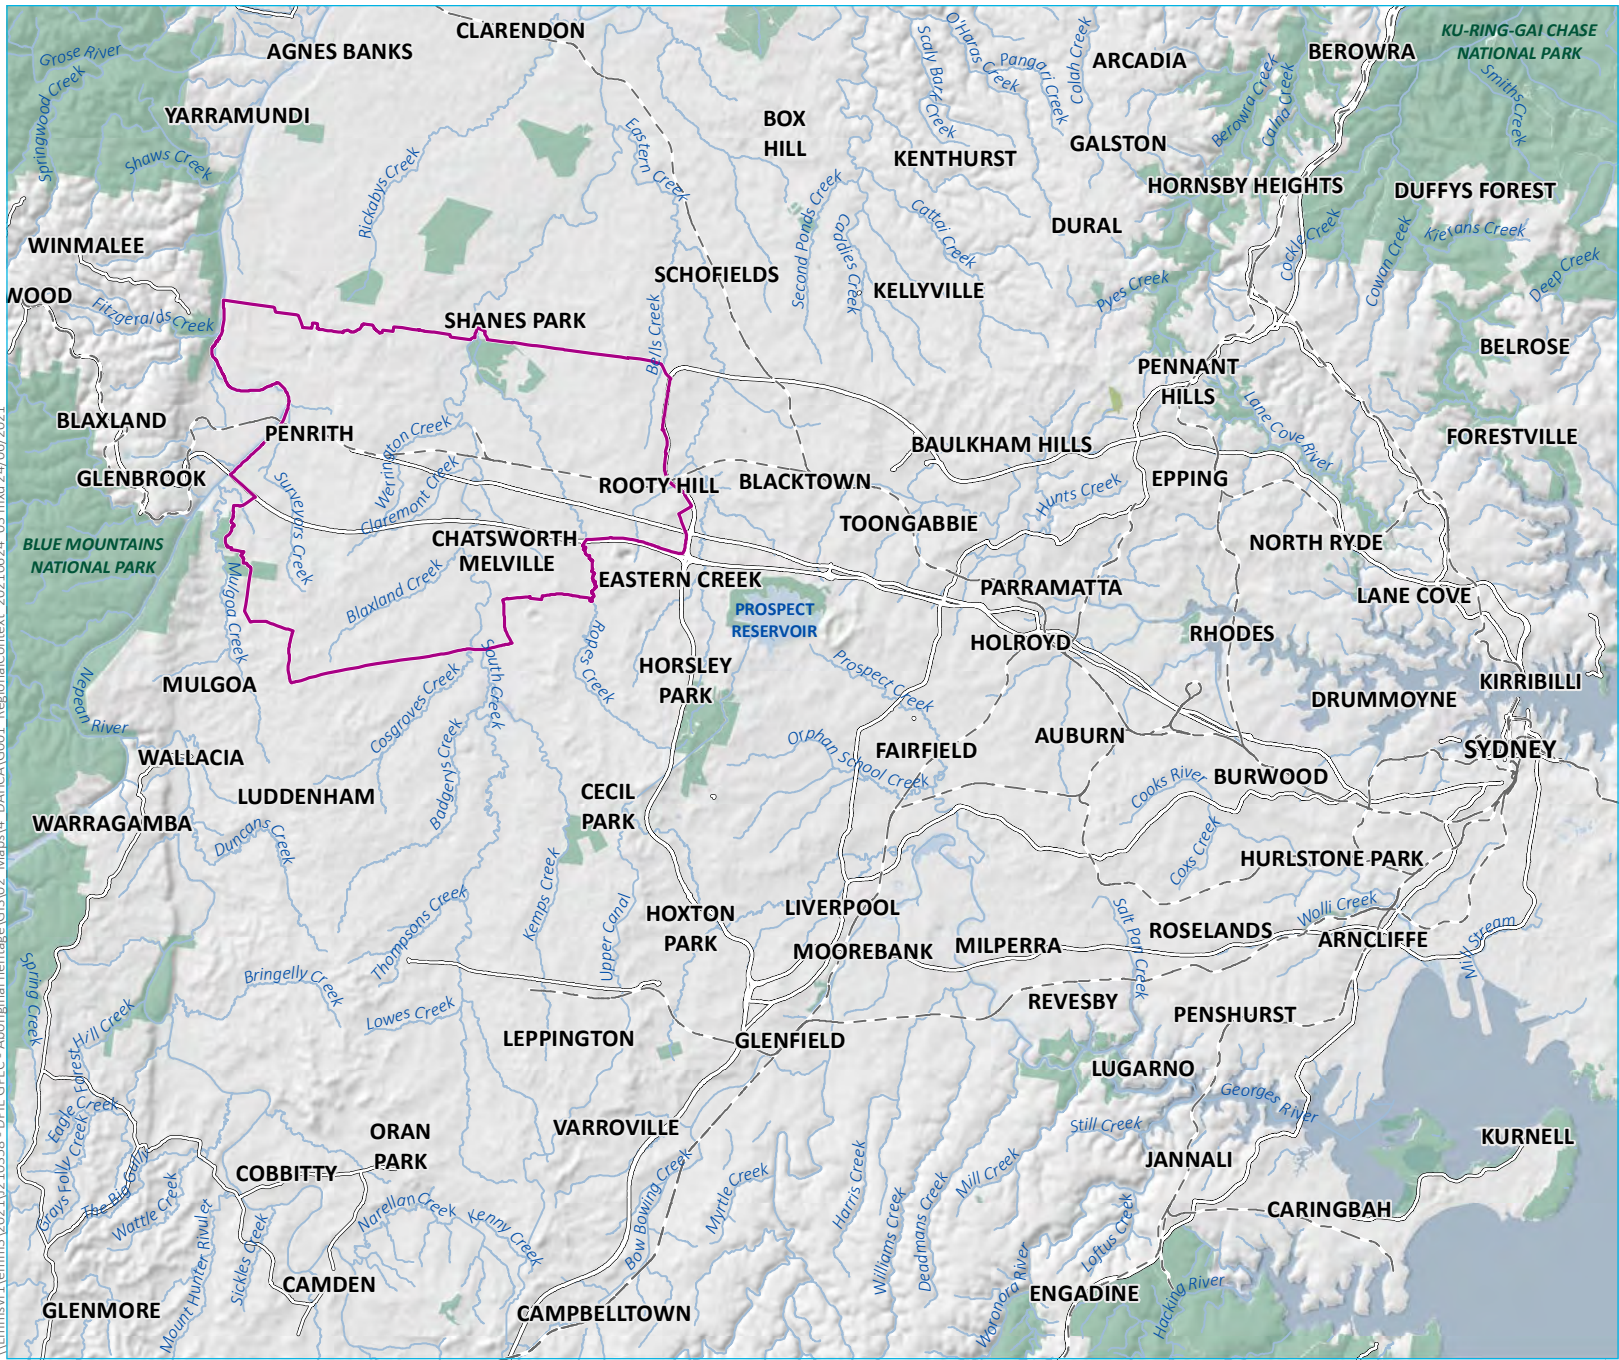 CLARENDON
AGNES BANKS
Grose River
Springwood Creek
YARRAMUNDI
Shaws Creek
Rickabys Creek
Eastern Creek
BOX
HILL
O'Haras Creek
Scaly Bark Creek
Pangari Creek
Colah Creek
ARCADIA
BEROWRA
KU-RING-GAI CHASE
NATIONAL PARK
Smiths Creek
Berowra Creek
Calna Creek
GALSTON
KENTHURST
HORNSBY HEIGHTS
DUFFYS FOREST
DURAL
Cattai Creek
Second Ponds Creek
Caddies Creek
Cockle Creek
Cowan Creek
Kierans Creek
Deep Creek
WINMALEE
WOOD
Fitzgeralds Creek
SCHOFIELDS
KELLYVILLE
Pyes Creek
SHANES PARK
Bells Creek
BELROSE
PENNANT
HILLS
BLAXLAND
PENRITH
Werrington Creek
Claremont Creek
Lane Cove River
BAULKHAM HILLS
FORESTVILLE
GLENBROOK
Surveyors Creek
ROOTY HILL
BLACKTOWN
EPPING
Hunts Creek
TOONGABBIE
BLUE MOUNTAINS
NATIONAL PARK
CHATSWORTH
MELVILLE
NORTH RYDE
Mulgoa Creek
Blaxland Creek
EASTERN CREEK
PARRAMATTA
LANE COVE
PROSPECT
RESERVOIR
RHODES
HOLROYD
Ropes Creek
South Creek
HORSLEY
PARK
Prospect Creek
MULGOA
Nepean River
Cosgroves Creek
KIRRIBILLI
DRUMMOYNE
Badgerys Creek
Orphan School Creek
FAIRFIELD
AUBURN
SYDNEY
WALLACIA
LUDDENHAM
CECIL
PARK
Cooks River
BURWOOD
WARRAGAMBA
Duncans Creek
Coxs Creek
HURLSTONE PARK
Thompsons Creek
Kemps Creek
Upper Canal
HOXTON
PARK
LIVERPOOL
Salt Pan Creek
Wolli Creek
ROSELANDS
ARNCLIFFE
Mill Stream
MOOREBANK
MILPERRA
Spring Creek
Bringelly Creek
Lowes Creek
REVESBY
PENSHURST
Forest Hill Creek
LEPPINGTON
GLENFIELD
LUGARNO
Georges River
Eagle Creek
Still Creek
VARROVILLE
ORAN
PARK
KURNELL
COBBITTY
JANNALI
Grays Folly Creek
The Big Gully
Wattle Creek
Mount Hunter Rivulet
Sickles Creek
Narellan Creek
Kenny Creek
Bow Bowing Creek
Myrtle Creek
Harris Creek
Williams Creek
Deadmans Creek
Mill Creek
Loftus Creek
CARINGBAH
Woronora River
Hacking River
CAMDEN
GLENMORE
CAMPBELLTOWN
ENGADINE